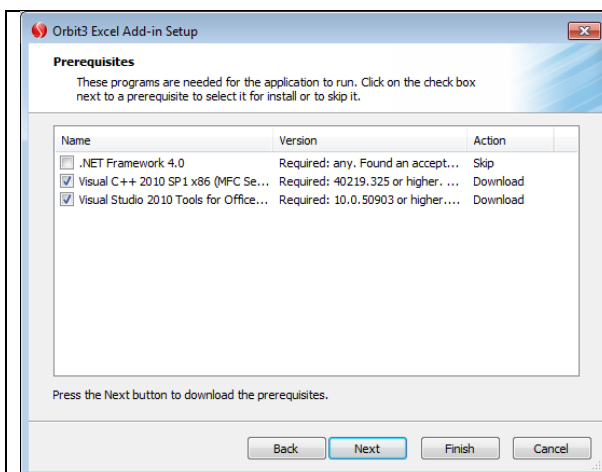 Orbit3 Excel Add-in Setup
Prerequisites
These programs are needed for the application to run. Click on the check box
next to a prerequisite to select it for install or to skip it.
Name Version Action
.NET Framework 4.0 Required: any. Found an accept... Skip
Visual C++ 2010 SP1 x86 (MFC Se... Required: 40219.325 or higher. ... Download
Visual Studio 2010 Tools for Office... Required: 10.0.50903 or higher.... Download
Press the Next button to download the prerequisites.
Back Next Finish Cancel